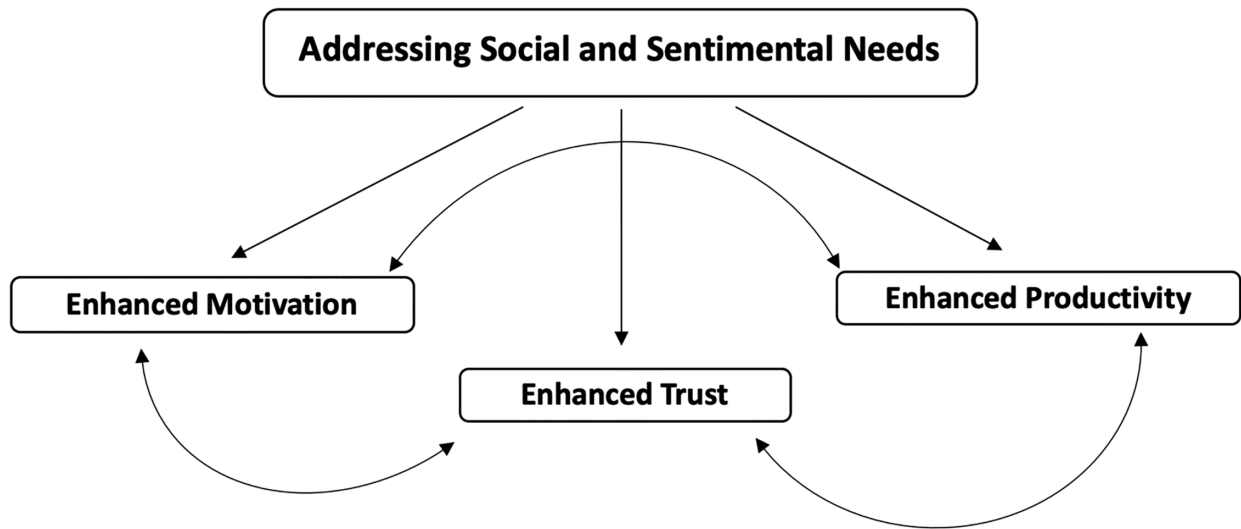 Addressing Social and Sentimental Needs
Enhanced Motivation
Enhanced Productivity
Enhanced Trust